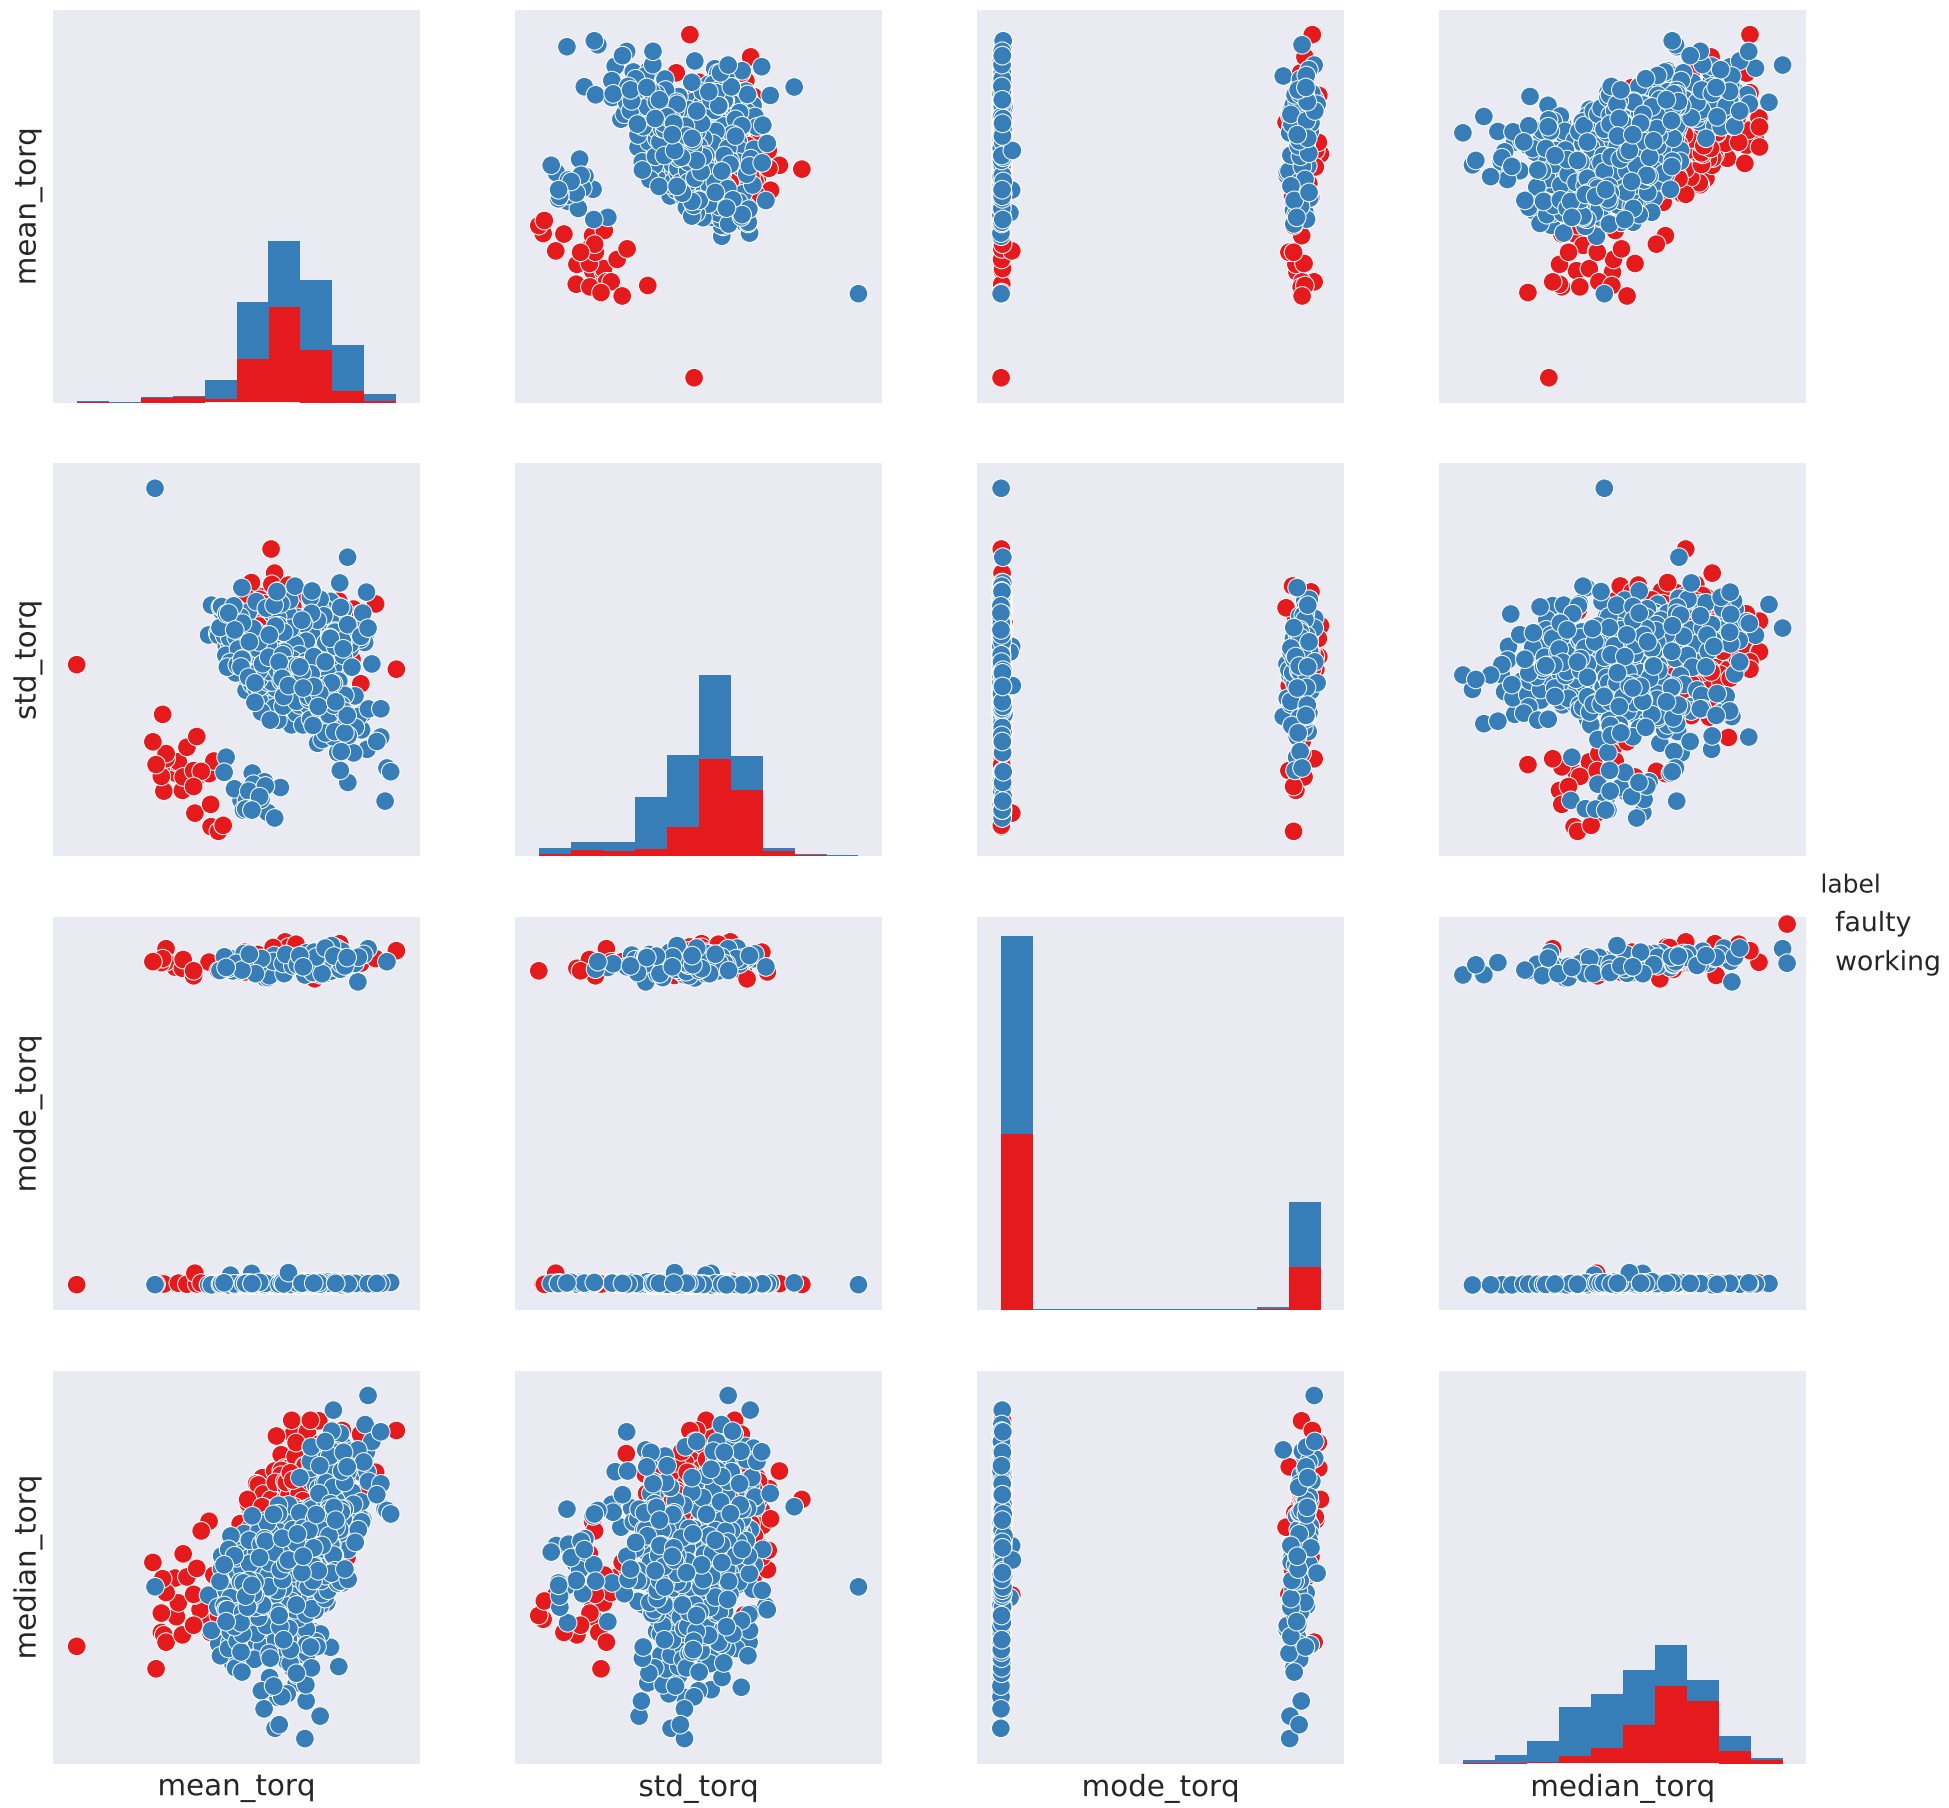 mean_torq
std_torq
label
faulty
working
mode_torq
median_torq
mean_torq
std_torq
mode_torq
median_torq